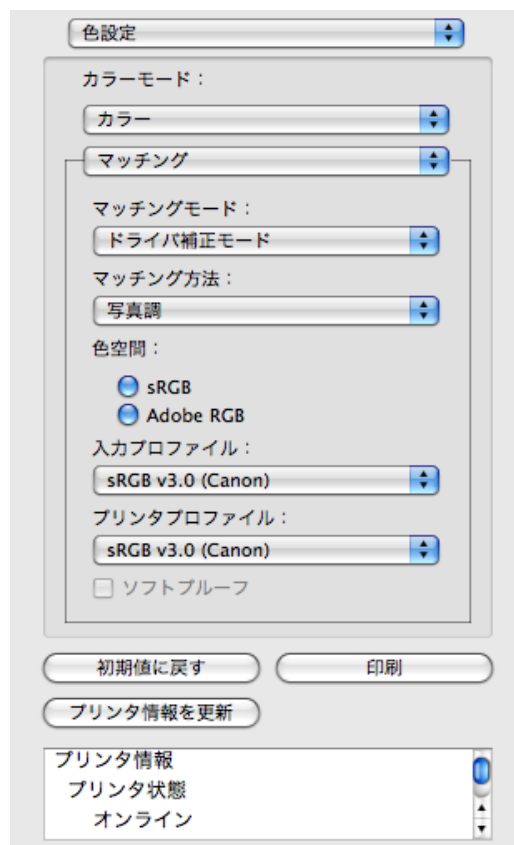 色設定
カラーモード：
カラー
マッチング
マッチングモード：
ドライバ補正モード
マッチング方法：
写真調
色空間：
sRGB
Adobe RGB
入力プロファイル：
sRGB v3.0 (Canon)
プリンタプロファイル：
sRGB v3.0 (Canon)
ソフトプルーフ
初期値に戻す 印刷
プリンタ情報を更新
プリンタ情報
プリンタ状態
オンライン